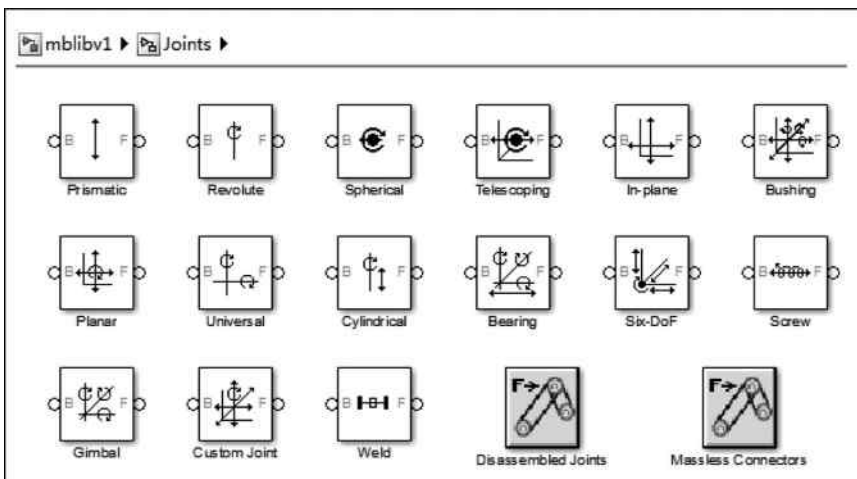 mblibv1 Joints
B F B F B F B F B F B F
Prismatic Revolute Spherical Telescoping In-plane Bushing
B F B F B F B F B F B F
Planar Universal Cylindrical Bearing Six-DoF Screw
B F B F B F F F
Gimbal Custom Joint Weld Disassembled Joints Massless Connectors